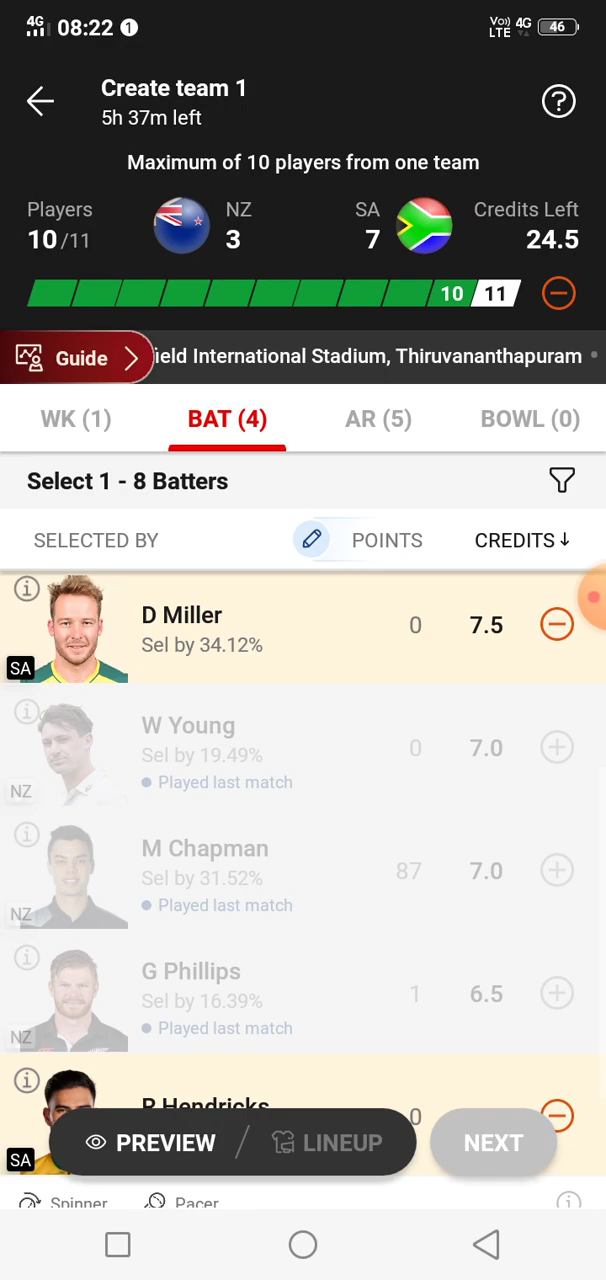 4G 08:22 1 Vo) LTE 4G 46
Create team 1
5h 37m left
Maximum of 10 players from one team
Players NZ SA Credits Left
10/11 3 7 24.5
10 11
Guide ield International Stadium, Thiruvananthapuram
WK (1) BAT (4) AR (5) BOWL (0)
Select 1 - 8 Batters
SELECTED BY POINTS CREDITS↓
D Miller
Sel by 34.12%
0 7.5
SA
W Young
Sel by 19.49%
0 7.0
Played last match
NZ
M Chapman
Sel by 31.52%
87 7.0
Played last match
NZ
G Phillips
Sel by 16.39%
1 6.5
Played last match
NZ
R Hendricks
0
SA
PREVIEW / LINEUP NEXT
Spinner Pacer